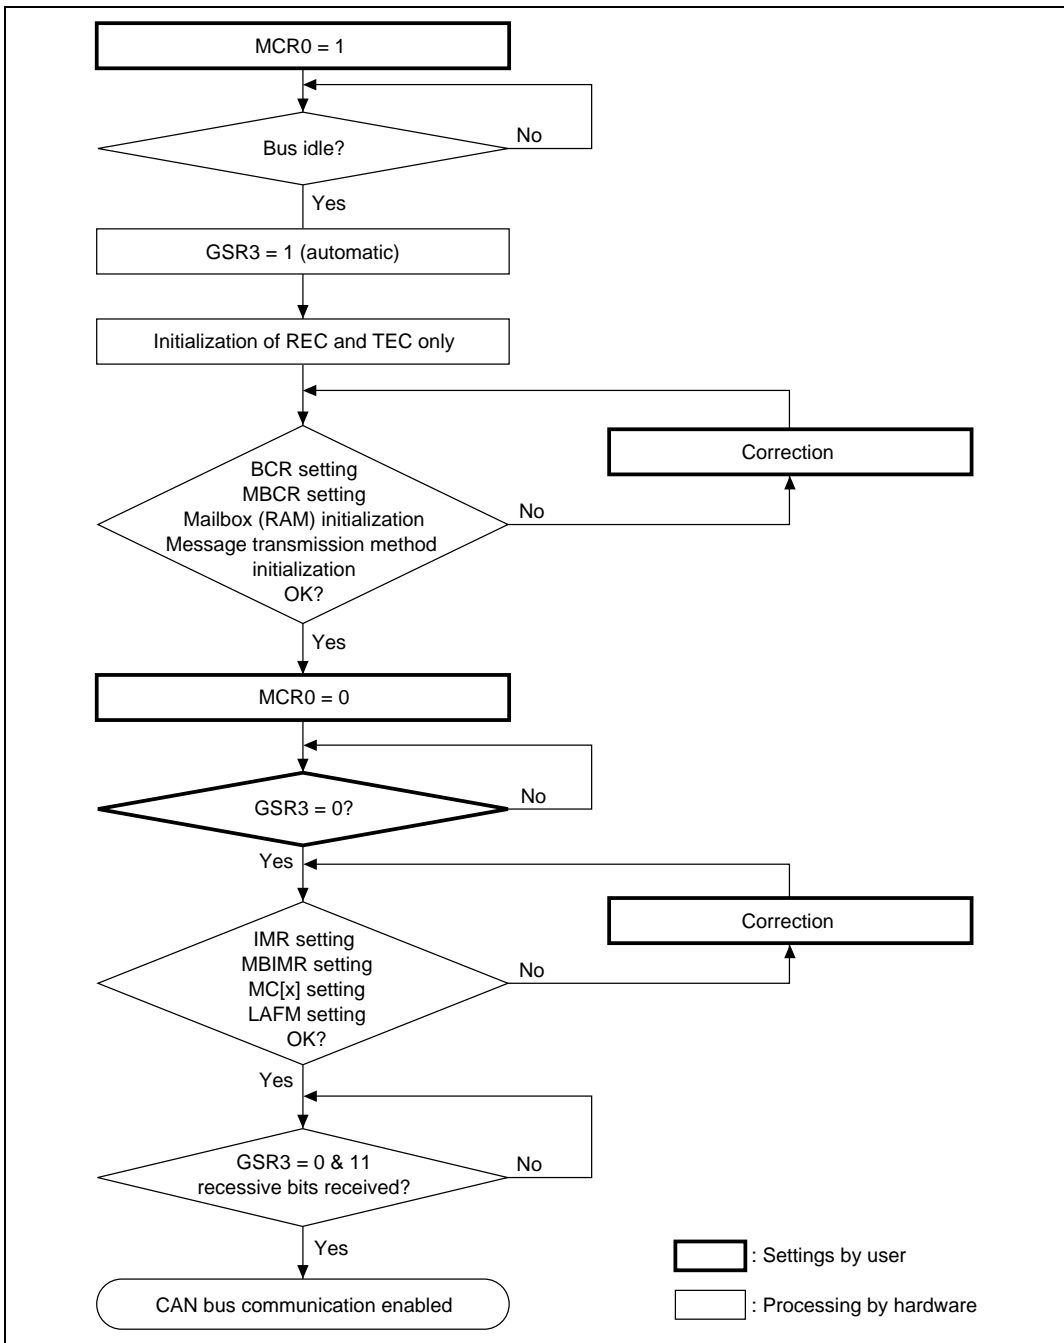 MCR0 = 1
Bus idle?
No
Yes
GSR3 = 1 (automatic)
Initialization of REC and TEC only
Correction
BCR setting
MBCR setting
Mailbox (RAM) initialization
Message transmission method
initialization
OK?
No
Yes
MCR0 = 0
GSR3 = 0?
No
Yes
Correction
IMR setting
MBIMR setting
MC[x] setting
LAFM setting
OK?
No
Yes
GSR3 = 0 & 11
recessive bits received?
No
Yes
CAN bus communication enabled
: Settings by user
: Processing by hardware